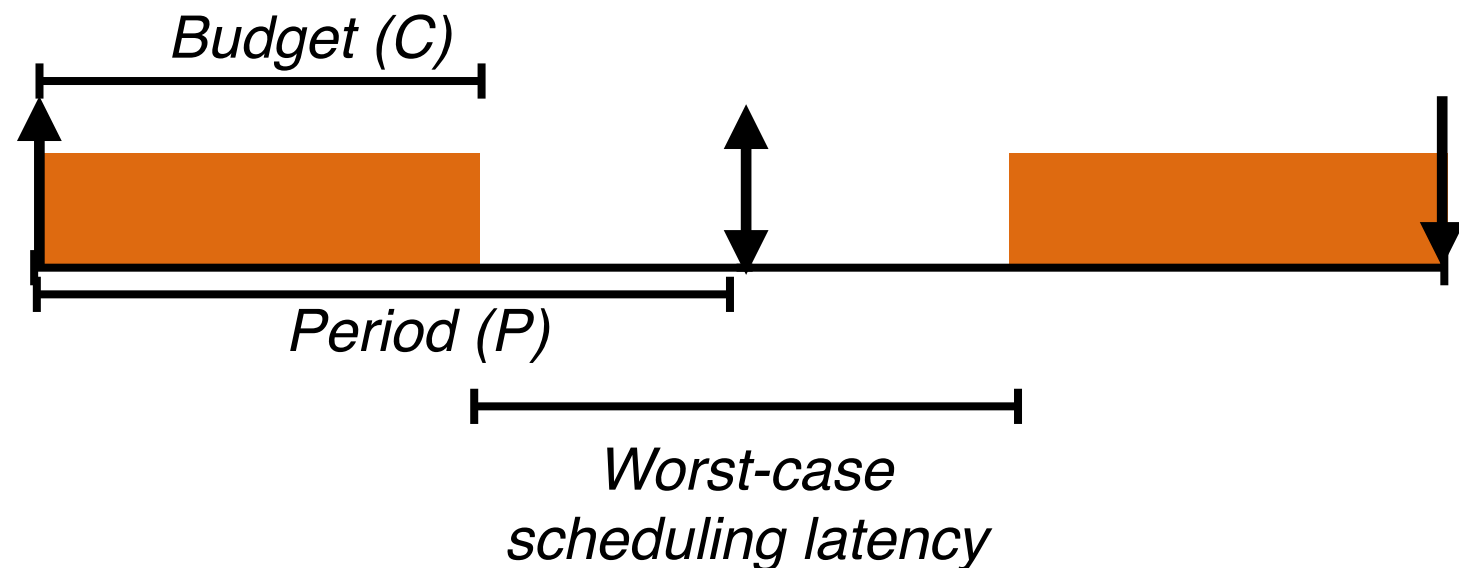 Budget (C)
Period (P)
Worst-case
scheduling latency